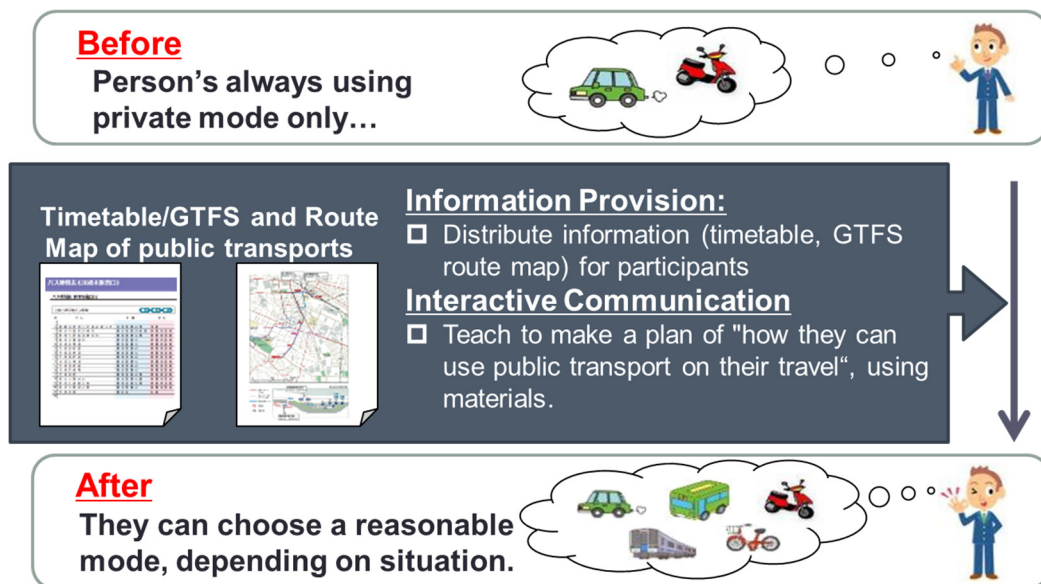 Before
Person’s always using
private mode only…
Timetable/GTFS and Route
Map of public transports
Information Provision:
Distribute information (timetable, GTFS
route map) for participants
Interactive Communication
Teach to make a plan of "how they can
use public transport on their travel“, using
materials.
After
They can choose a reasonable
mode, depending on situation.